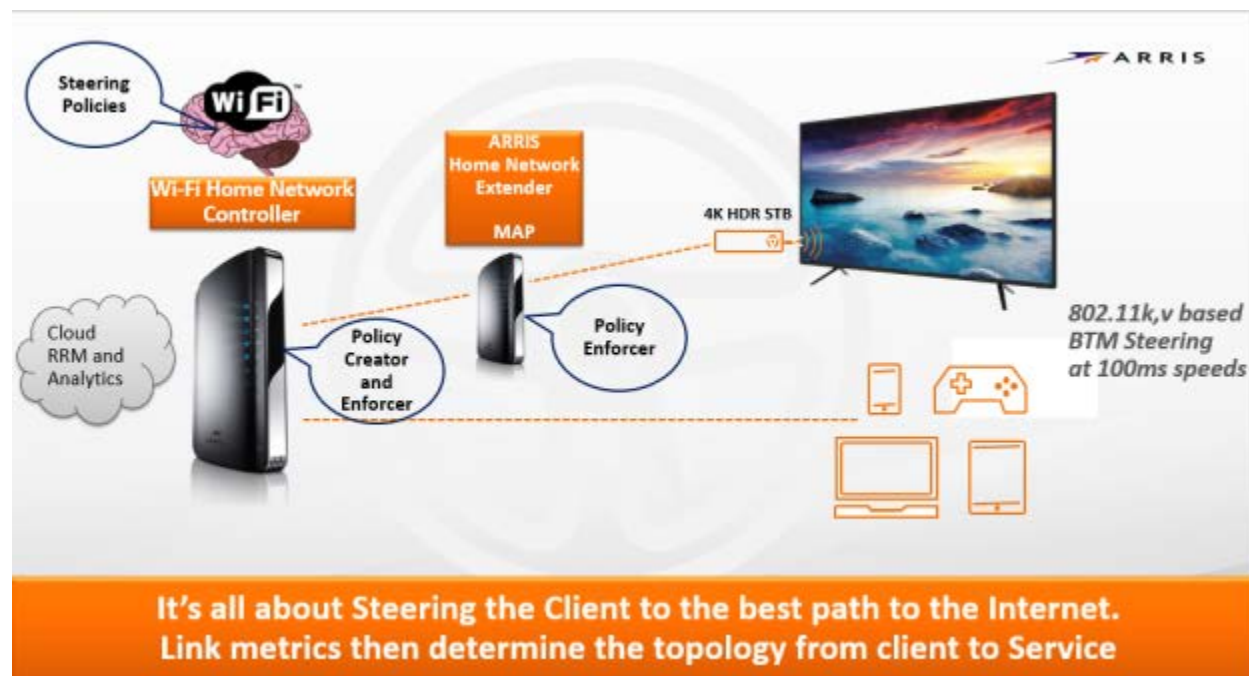 ARRIS
Steering
Policies
WiFi
Wi-Fi Home Network
Controller
ARRIS
Home Network
Extender
MAP
4K HDR STB
Cloud
RRM and
Analytics
Policy
Creator
and
Enforcer
Policy
Enforcer
802.11k,v based
BTM Steering
at 100ms speeds
It's all about Steering the Client to the best path to the Internet.
Link metrics then determine the topology from client to Service